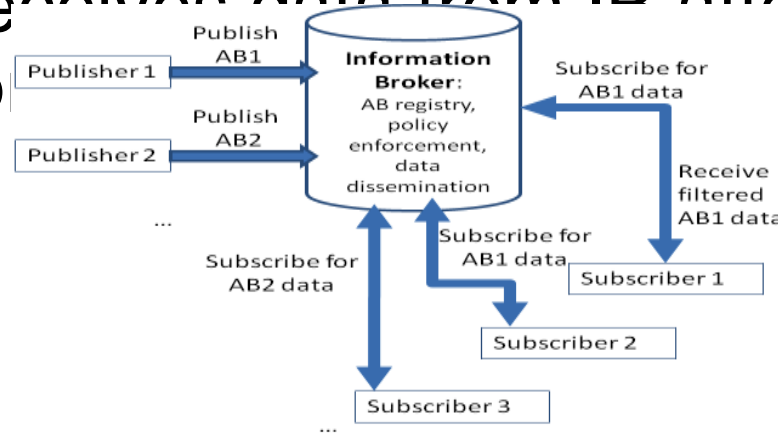 Publish
AB1
Publisher 1
Publish
AB2
Publisher 2
...
Information
Broker:
AB registry,
policy
enforcement,
data
dissemination
Subscribe for
AB1 data
Receive
filtered
AB1 data
Subscriber 1
Subscribe for
AB1 data
Subscriber 2
Subscribe for
AB2 data
Subscriber 3
...